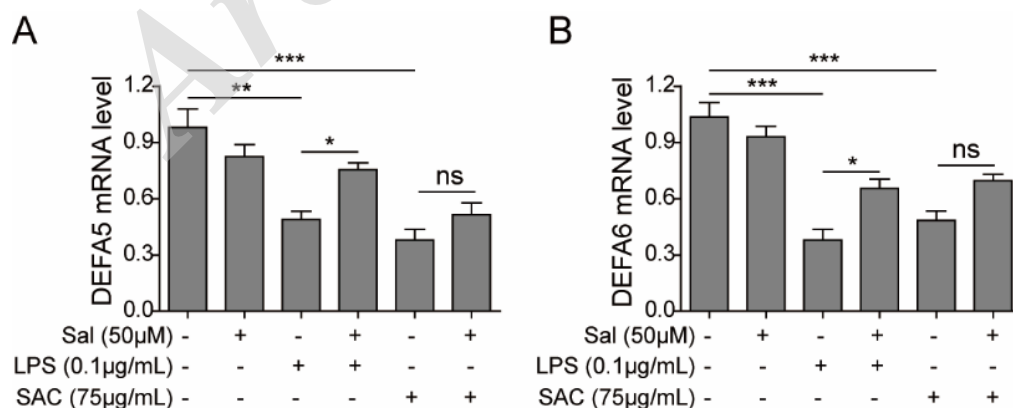 A
DEFA5 mRNA level
1.2
0.9
0.6
0.3
0.0
***
**
*
ns
Sal (50μM) - + - + - +
LPS (0.1μg/mL) - - + + - -
SAC (75μg/mL) - - - - + +
B
DEFA6 mRNA level
1.2
0.9
0.6
0.3
0.0
***
***
*
ns
Sal (50μM) - + - + - +
LPS (0.1μg/mL) - - + + - -
SAC (75μg/mL) - - - - + +